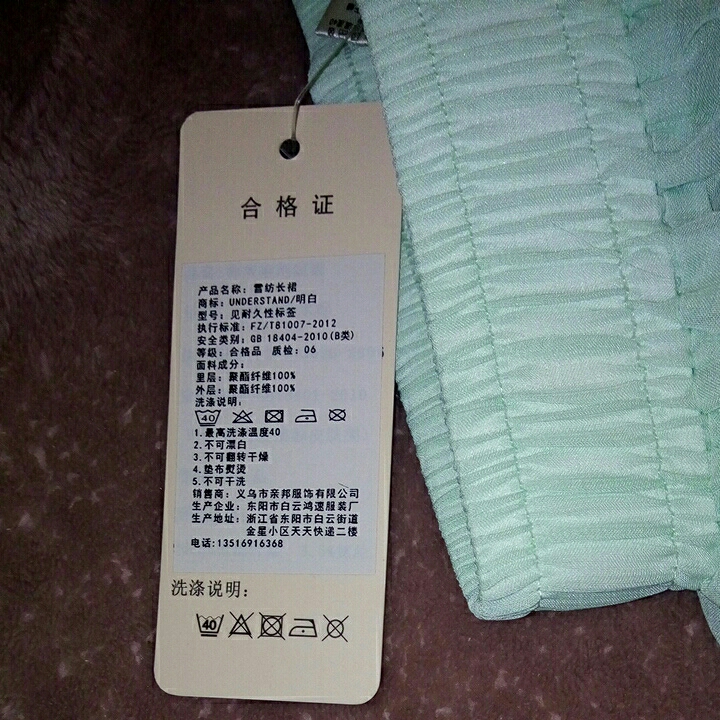 合格证
产品名称：雪纺长裙
商标：UNDERSTAND/明白
型号：见耐久性标签
执行标准：FZ/T81007-2012
安全类别：GB 18404-2010(B类)
等级：合格品 质检：06
面料成分：
里层：聚酯纤维100%
外层：聚酯纤维100%
洗涤说明：
40
1.最高洗涤温度40
2.不可漂白
3.不可翻转干燥
4.垫布熨烫
5.不可干洗
销售商：义乌市亲邦服饰有限公司
生产企业：东阳市白云鸿速服装厂
生产地址：浙江省东阳市白云街道
金星小区天天快递二楼
电话:13516916368
洗涤说明：
40